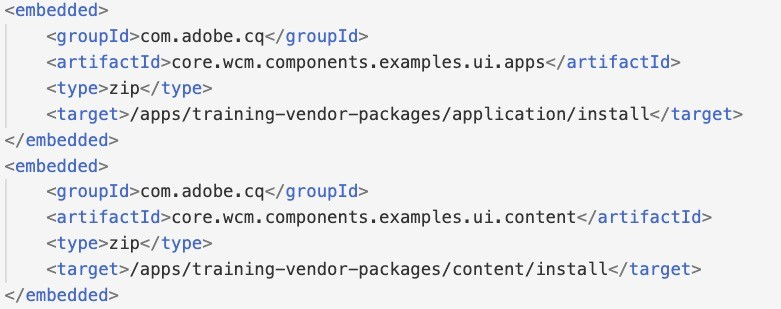 <embedded>
    <groupId>com.adobe.cq</groupId>
    <artifactId>core.wcm.components.examples.ui.apps</artifactId>
    <type>zip</type>
    <target>/apps/training-vendor-packages/application/install</target>
</embedded>
<embedded>
    <groupId>com.adobe.cq</groupId>
    <artifactId>core.wcm.components.examples.ui.content</artifactId>
    <type>zip</type>
    <target>/apps/training-vendor-packages/content/install</target>
</embedded>